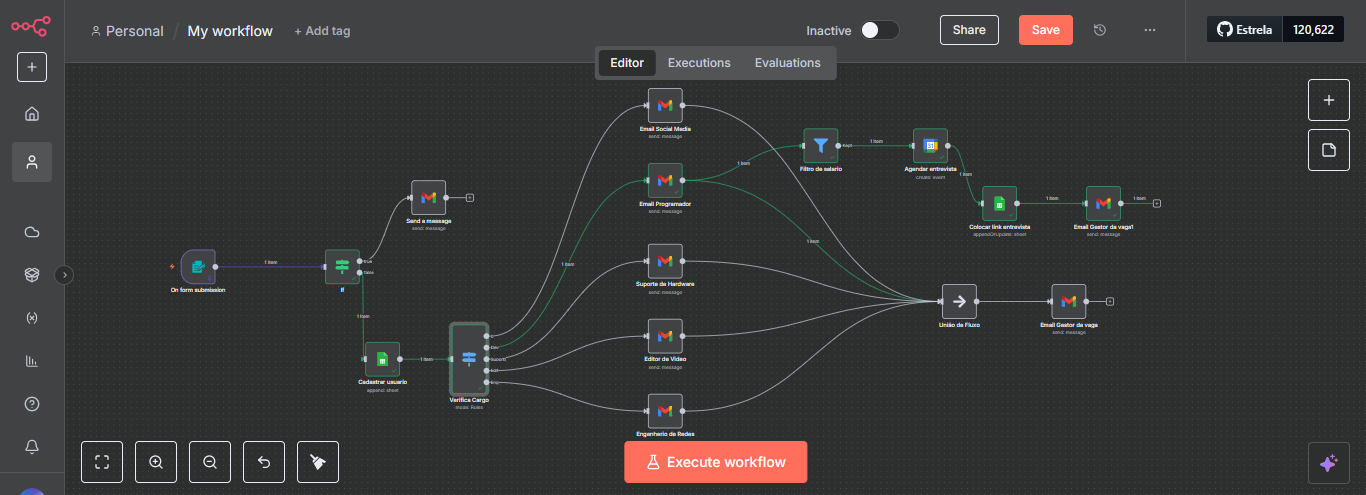 Personal / My workflow + Add tag
Inactive
Share
Save
Estrela 120,622
Editor Executions Evaluations
Email Social Media
send: message
1 item
Email Programador
send: message
Filtro de salario
Kept
1 item
Agendar entrevista
create: event
1 item
Colocar link entrevista
appendOrUpdate: sheet
1 item
Email Gestor da vaga1
send: message
1 item
Send a message
send: message
On form submission
1 item
If
true
false
1 item
Cadastrar usuario
append: sheet
1 item
Verifica Cargo
mode: Rules
1 item
Suporte de Hardware
send: message
1 item
União de Fluxo
Email Gestor da vaga
send: message
Editor de Video
send: message
Engenharia de Redes
Execute workflow